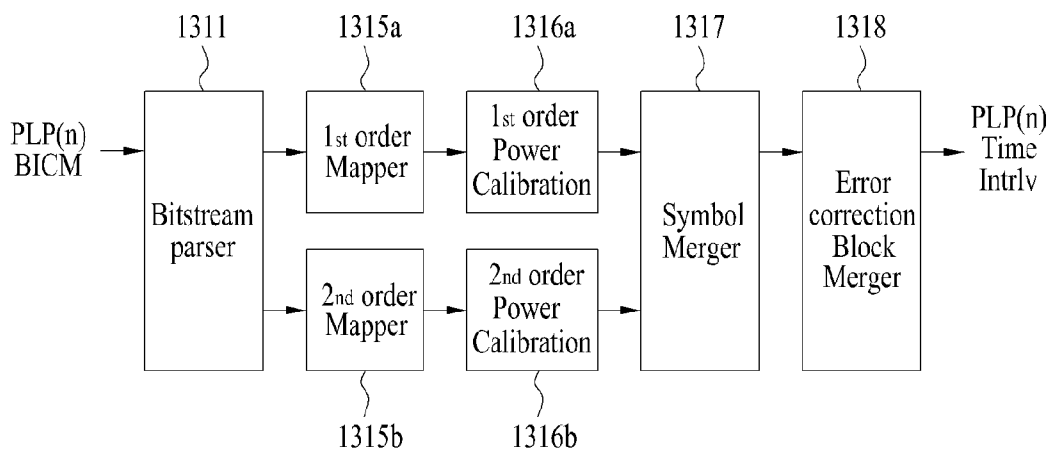 1311
1315a
1316a
1317
1318
PLP(n)
BICM
Bitstream
parser
1st order
Mapper
1st order
Power
Calibration
2nd order
Mapper
2nd order
Power
Calibration
Symbol
Merger
Error
correction
Block
Merger
PLP(n)
Time
Intrlv
1315b
1316b